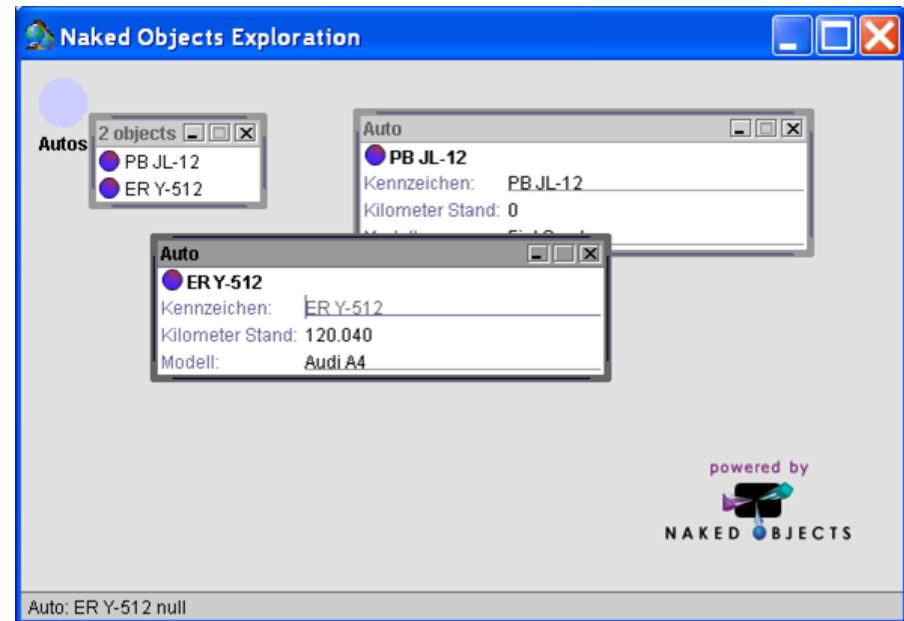 Naked Objects Exploration
Autos
2 objects
PB JL-12
ER Y-512
Auto
PB JL-12
Kennzeichen: PB JL-12
Kilometer Stand: 0
Auto
ER Y-512
Kennzeichen: ER Y-512
Kilometer Stand: 120.040
Modell: Audi A4
powered by
NAKED OBJECTS
Auto: ER Y-512 null